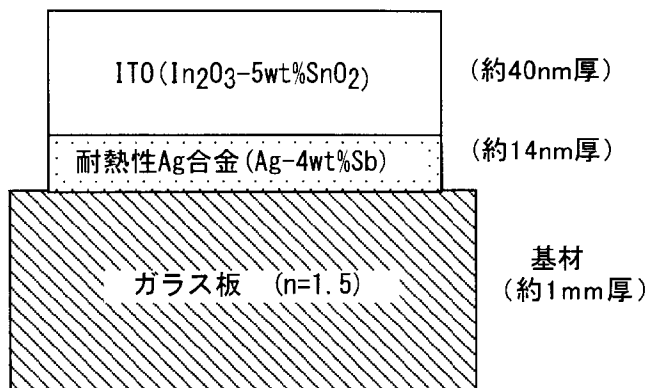 ITO(In2O3-5wt%SnO2) (約40nm厚)
耐熱性Ag合金(Ag-4wt%Sb) (約14nm厚)
基材
ガラス板 (n=1.5) (約1mm厚)